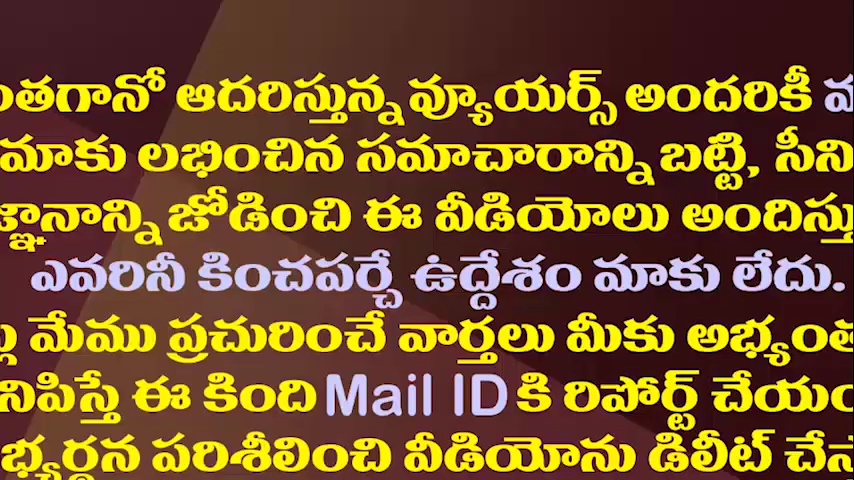 ంతగానో ఆదరిస్తున్న వ్యూయర్స్ అందరికీ
మాకు లభించిన సమాచారాన్ని బట్టి, సీని
జ్ఞానాన్ని జోడించి ఈ వీడియోలు అందిస్తు
ఎవరినీ కించపర్చే ఉద్దేశం మాకు లేదు.
మేము ప్రచురించే వార్తలు మీకు అభ్యంత
నిపిస్తే ఈ కింది Mail ID కి రిపోర్ట్ చేయం
భ్యర్థన పరిశీలించి వీడియోను డిలీట్ చే